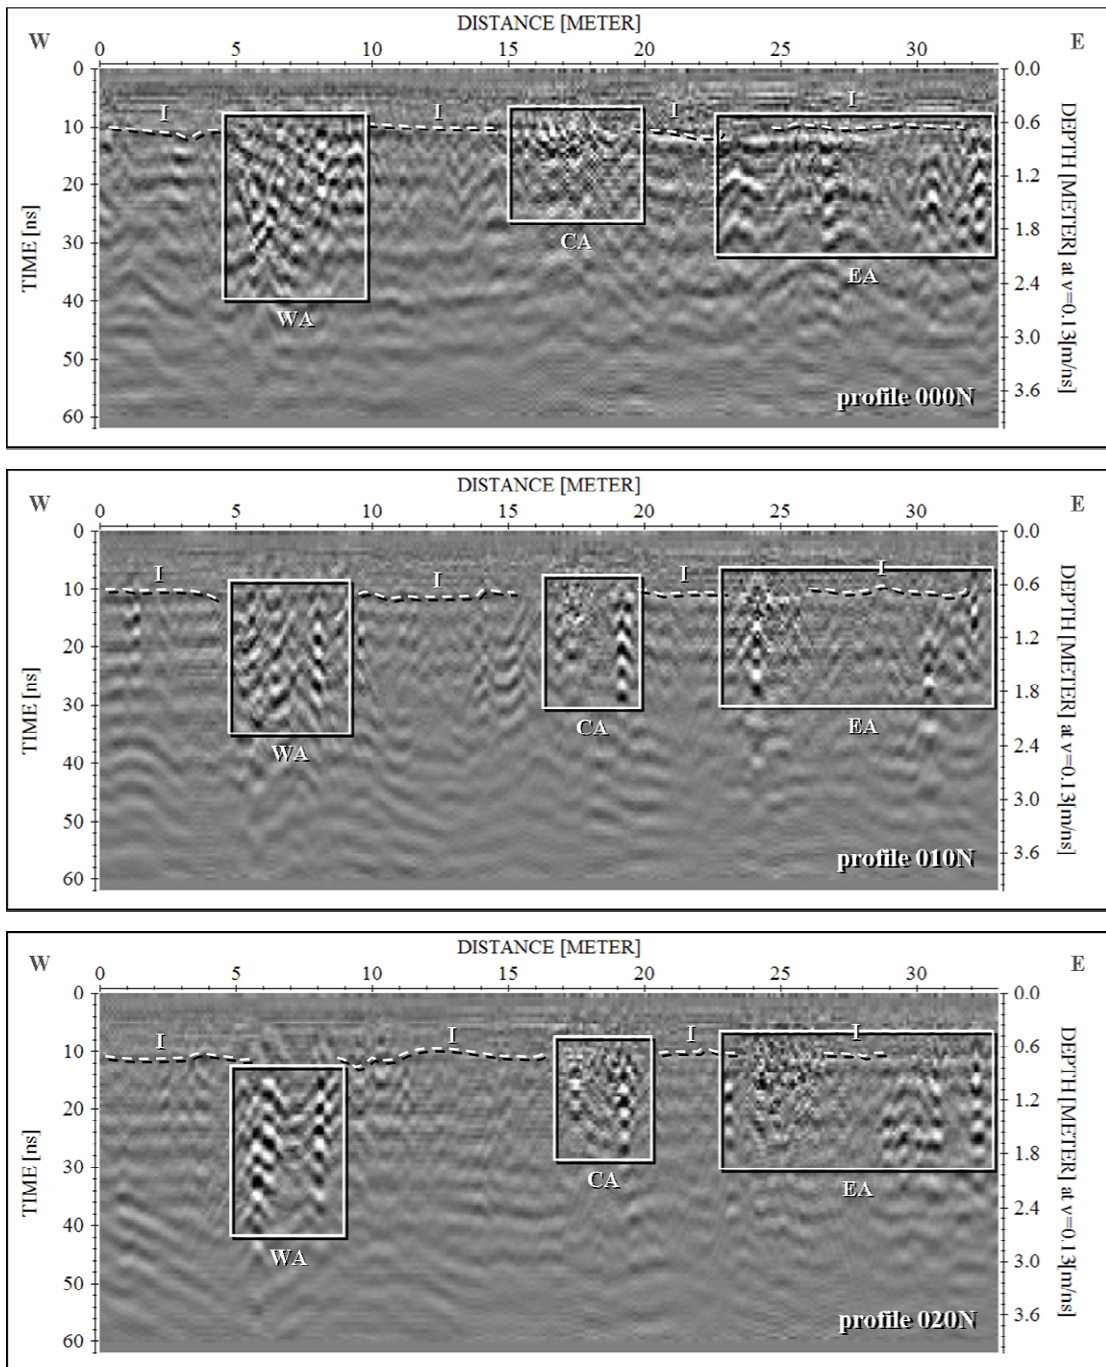 DISTANCE [METER]
W E
0 5 10 15 20 25 30
0 0.0
I I I I
10 0.6
20 1.2
30 1.8
CA
EA
40 2.4
WA
50 3.0
60 3.6
TIME [ns]
DEPTH [METER] at v=0.13[m/ns]
profile 000N
DISTANCE [METER]
W E
0 5 10 15 20 25 30
0 0.0
I I I I
10 0.6
20 1.2
30 1.8
WA CA EA
40 2.4
50 3.0
60 3.6
TIME [ns]
DEPTH [METER] at v=0.13[m/ns]
profile 010N
DISTANCE [METER]
W E
0 5 10 15 20 25 30
0 0.0
I I I I
10 0.6
20 1.2
30 1.8
CA EA
40 2.4
WA
50 3.0
60 3.6
TIME [ns]
DEPTH [METER] at v=0.13[m/ns]
profile 020N